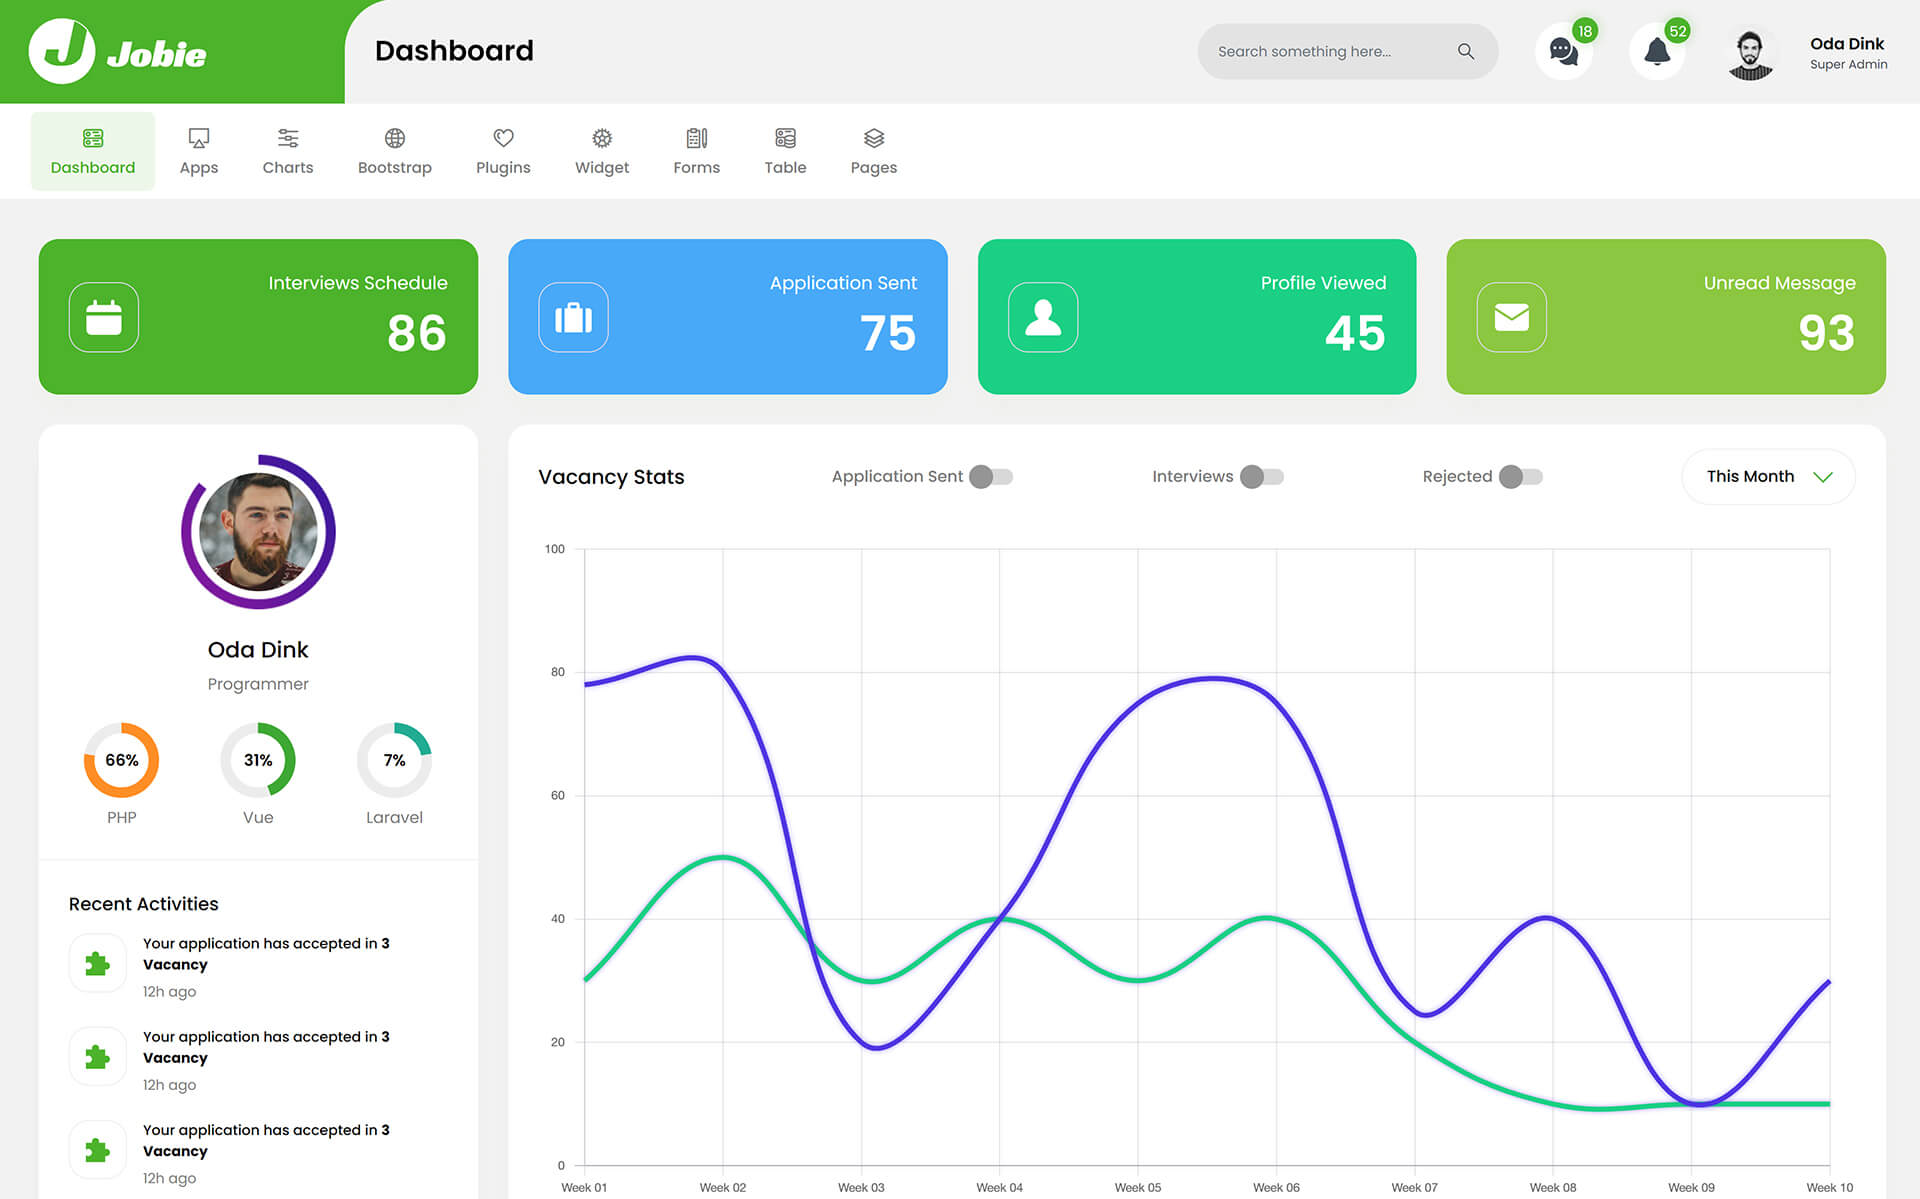 Jobie
Dashboard
Search something here...
18
52
Oda Dink
Super Admin
Dashboard
Apps
Charts
Bootstrap
Plugins
Widget
Forms
Table
Pages
Interviews Schedule
86
Application Sent
75
Profile Viewed
45
Unread Message
93
Oda Dink
Programmer
66%
31%
7%
PHP
Vue
Laravel
Recent Activities
Your application has accepted in 3
Vacancy
12h ago
Your application has accepted in 3
Vacancy
12h ago
Your application has accepted in 3
Vacancy
12h ago
Vacancy Stats
Application Sent
Interviews
Rejected
This Month
100
80
60
40
20
0
Week 01
Week 02
Week 03
Week 04
Week 05
Week 06
Week 07
Week 08
Week 09
Week 10